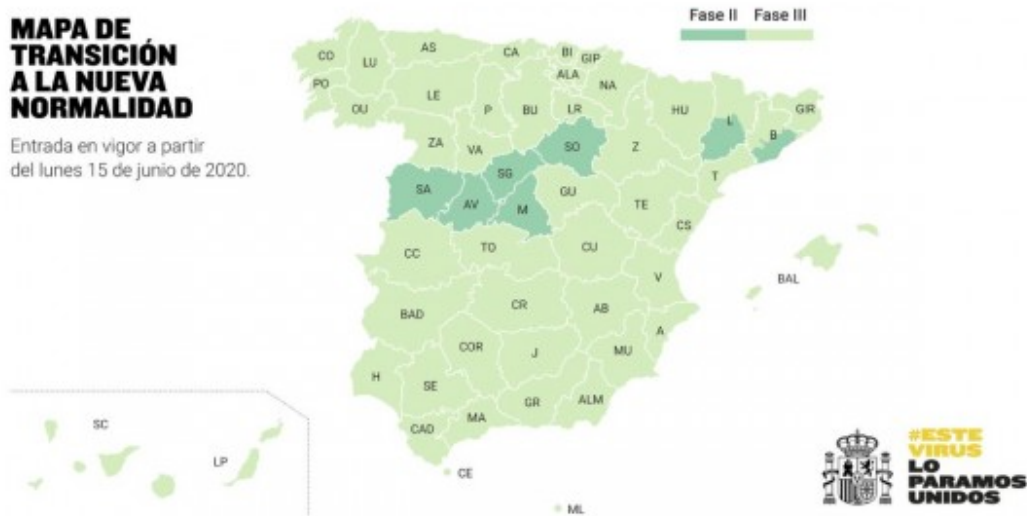 MAPA DE
TRANSICIÓN
A LA NUEVA
NORMALIDAD
Entrada en vigor a partir
del lunes 15 de junio de 2020.
Fase II Fase III
CO
LU
AS
CA
BI
GIP
ALA
NA
PO
OU
LE
P
BU
LR
HU
L
B
GIR
ZA
VA
SO
Z
T
SG
SA
AV
M
GU
TE
CS
CC
TO
CU
V
BAL
BAD
CR
AB
A
COR
J
MU
H
SE
GR
ALM
CAD
MA
CE
ML
SC
LP
#ESTE
VIRUS
LO
PARAMOS
UNIDOS